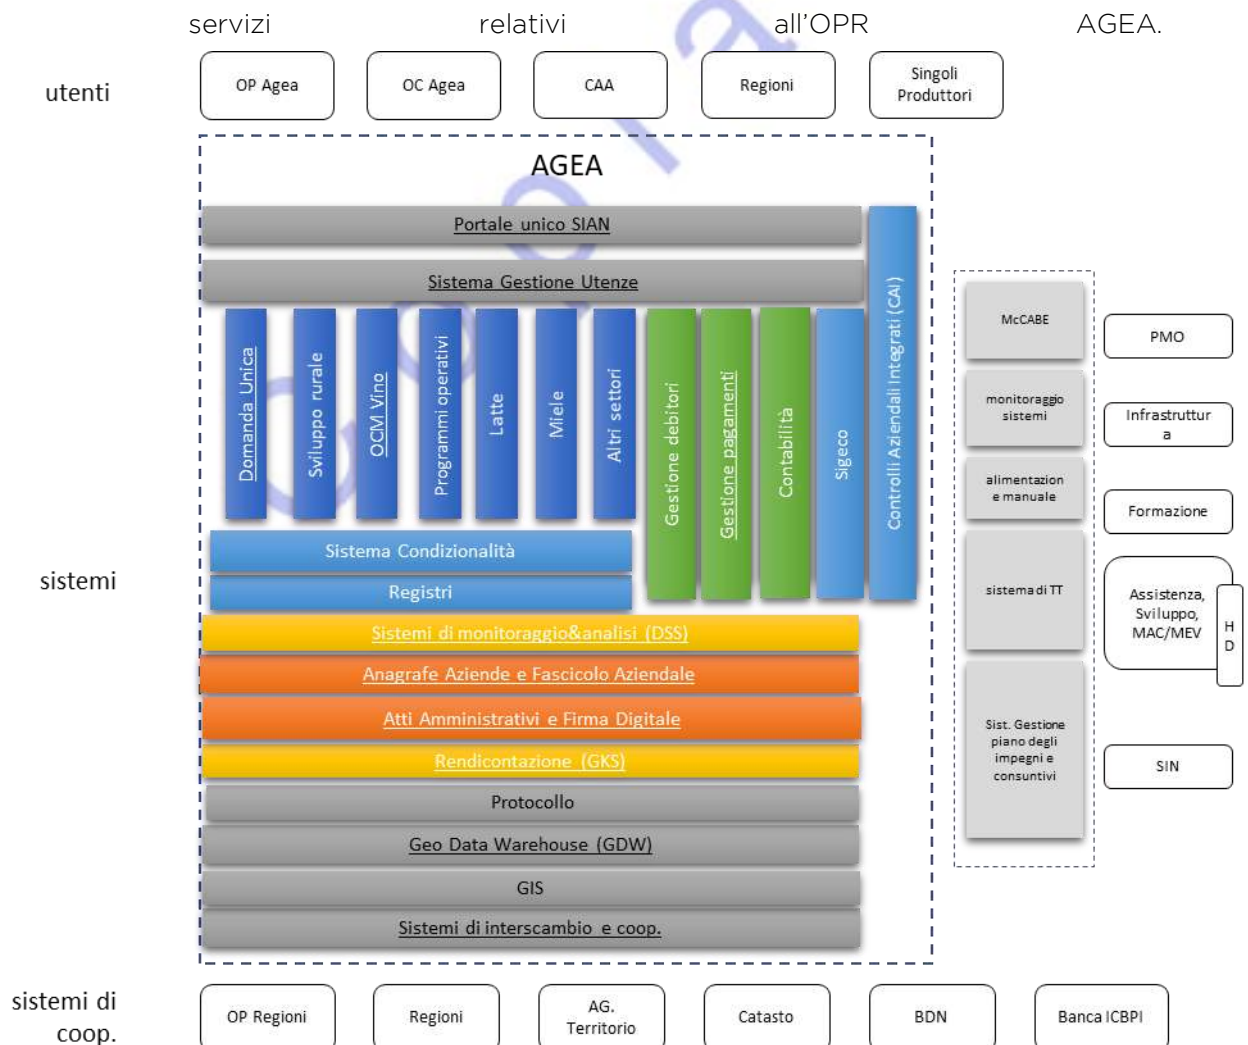 servizi relativi all'OPR AGEA.
utenti
OP Agea
OC Agea
CAA
Regioni
Singoli
Produttori
AGEA
Portale unico SIAN
Sistema Gestione Utenze
Domanda Unica
Sviluppo rurale
OCM Vino
Programmi operativi
Latte
Miele
Altri settori
Gestione debitori
Gestione pagamenti
Contabilità
Sigeco
Controlli Aziendali Integrati (CAI)
sistemi
Sistema Condizionalità
Registri
Sistemi di monitoraggio&analisi (DSS)
Anagrafe Aziende e Fascicolo Aziendale
Atti Amministrativi e Firma Digitale
Rendicontazione (GKS)
Protocollo
Geo Data Warehouse (GDW)
GIS
Sistemi di interscambio e coop.
McCABE
monitoraggio
sistemi
alimentazion
e manuale
sistema di TT
Sist. Gestione
piano degli
impegni e
consuntivi
PMO
Infrastruttur
a
Formazione
Assistenza,
Sviluppo,
MAC/MEV
H
D
SIN
sistemi di
coop.
OP Regioni
Regioni
AG.
Territorio
Catasto
BDN
Banca ICBPI
Copia